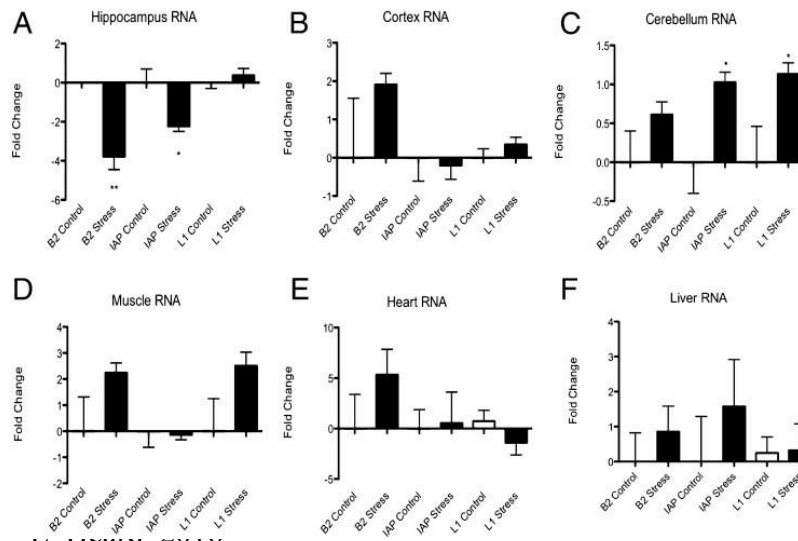 A
Hippocampus RNA
Fold Change
2
0
-2
-4
-6
**
*
B2 Control
B2 Stress
IAP Control
IAP Stress
L1 Control
L1 Stress
B
Cortex RNA
Fold Change
3
2
1
0
-1
B2 Control
B2 Stress
IAP Control
IAP Stress
L1 Control
L1 Stress
C
Cerebellum RNA
Fold Change
1.5
1.0
0.5
0.0
-0.5
*
*
B2 Control
B2 Stress
IAP Control
IAP Stress
L1 Control
L1 Stress
D
Muscle RNA
Fold Change
4
3
2
1
0
-1
-2
B2 Control
B2 Stress
IAP Control
IAP Stress
L1 Control
L1 Stress
E
Heart RNA
Fold Change
10
5
0
-5
B2 Control
B2 Stress
IAP Control
IAP Stress
L1 Control
L1 Stress
F
Liver RNA
Fold Change
4
3
2
1
0
B2 Control
B2 Stress
IAP Control
IAP Stress
L1 Control
L1 Stress